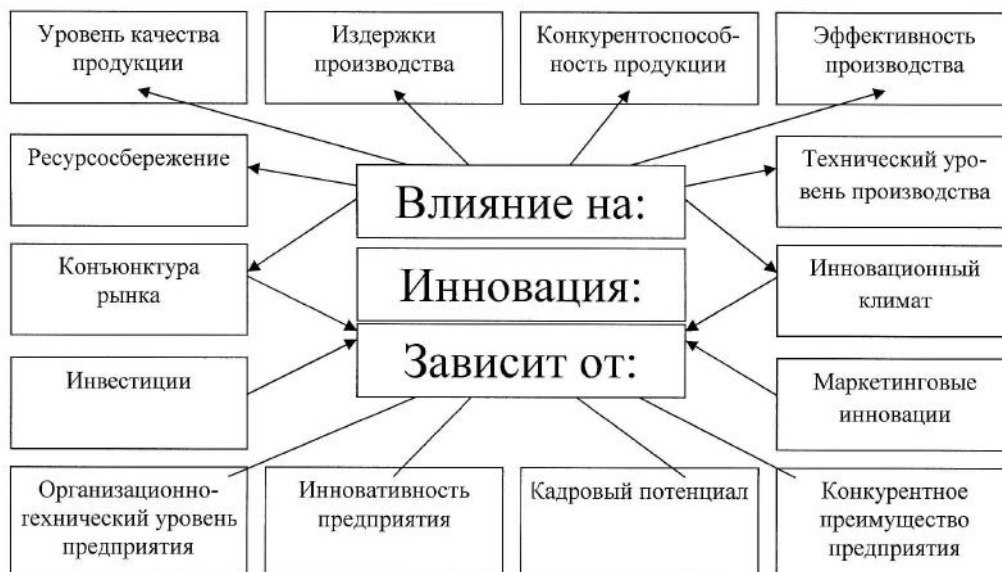 Уровень качества
продукции
Издержки
производства
Конкурентоспособ-
ность продукции
Эффективность
производства
Ресурсосбережение
Влияние на:
Технический уро-
вень производства
Конъюнктура
рынка
Инновация:
Инновационный
климат
Зависит от:
Инвестиции
Маркетинговые
инновации
Организационно-
технический уровень
предприятия
Инновативность
предприятия
Кадровый потенциал
Конкурентное
преимущество
предприятия